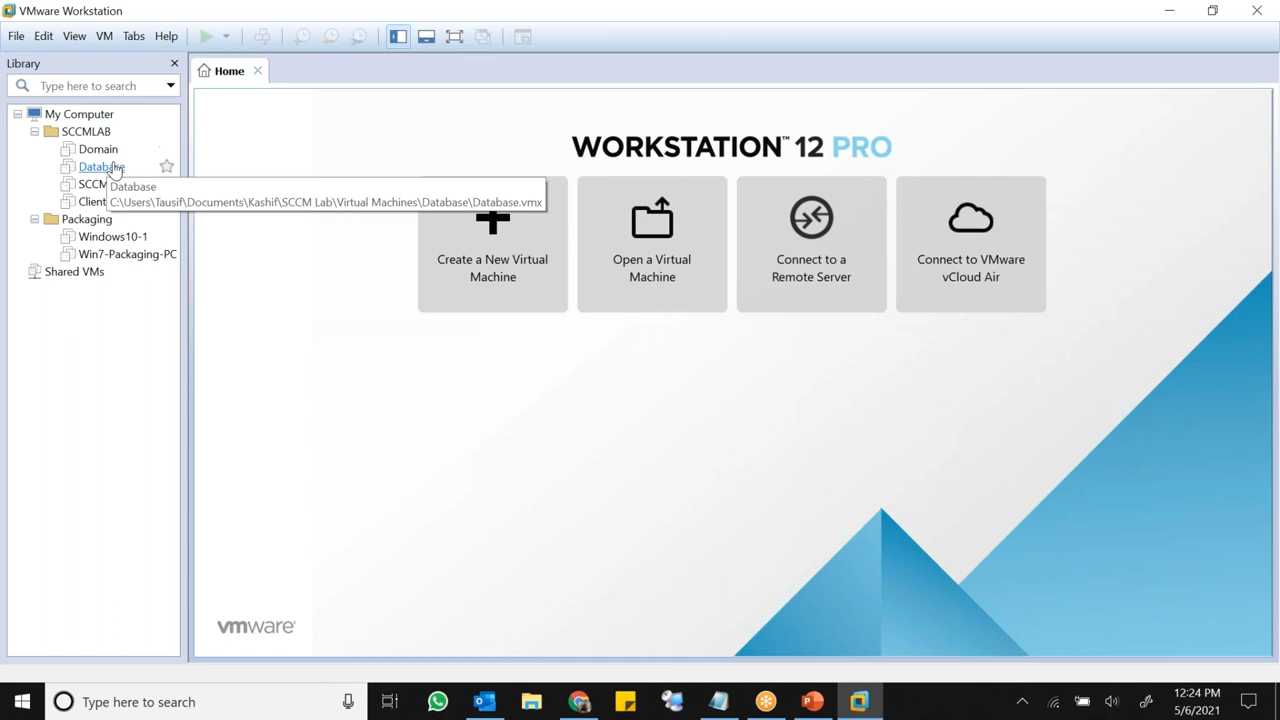 VMware Workstation
File Edit View VM Tabs Help
Library
Type here to search
Home
My Computer
SCCMLAB
Domain
Database
SCCM
Client
Database
C:\Users\Tausif\Documents\Kashif\SCCM Lab\Virtual Machines\Database\Database.vmx
Packaging
Windows10-1
Win7-Packaging-PC
Shared VMs
WORKSTATION™ 12 PRO
Create a New Virtual
Machine
Open a Virtual
Machine
Connect to a
Remote Server
Connect to VMware
vCloud Air
vmware®
Type here to search
12:24 PM
5/6/2021